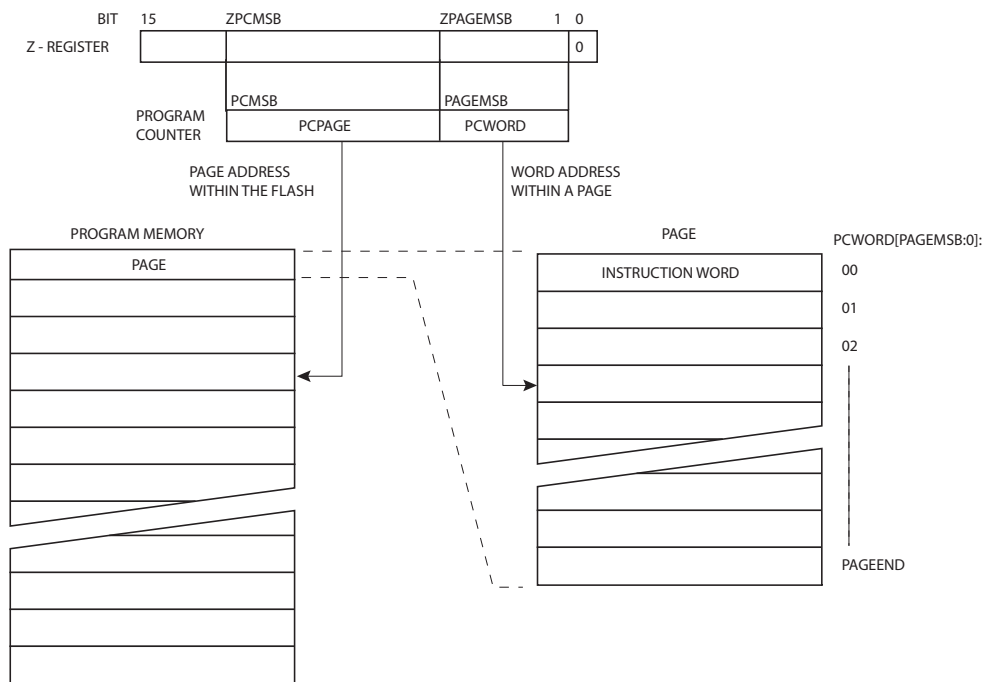 BIT 15 ZPCMSB ZPAGEMSB 1 0
Z - REGISTER 0
PCMSB PAGEMSB
PROGRAM
COUNTER
PCPAGE PCWORD
PAGE ADDRESS
WITHIN THE FLASH
WORD ADDRESS
WITHIN A PAGE
PROGRAM MEMORY
PAGE
PAGE
PCWORD[PAGEMSB:0]:
INSTRUCTION WORD
00
01
02
PAGEEND